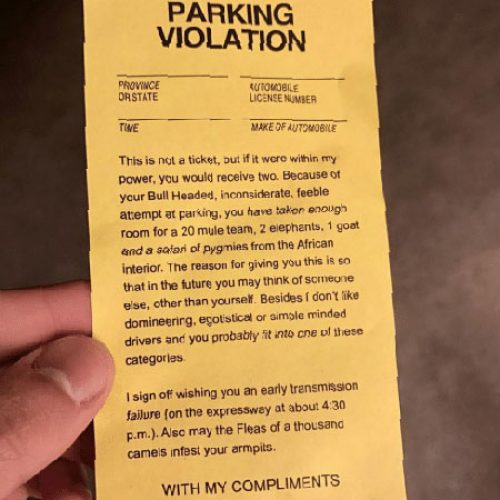 PARKING
VIOLATION
PROVINCE
OR STATE
AUTOMOBILE
LICENSE NUMBER
TIME
MAKE OF AUTOMOBILE
This is not a ticket, but if it were within my
power, you would receive two. Because of
your Bull Headed, inconsiderate, feeble
attempt at parking, you have taken enough
room for a 20 mule team, 2 elephants, 1 goat
and a safari of pygmies from the African
interior. The reason for giving you this is so
that in the future you may think of someone
else, other than yourself. Besides I don't like
domineering, egotistical or simple minded
drivers and you probably fit into one of these
categories.
I sign off wishing you an early transmission
failure (on the expressway at about 4:30
p.m.). Also may the Fleas of a thousand
camels infest your armpits.
WITH MY COMPLIMENTS